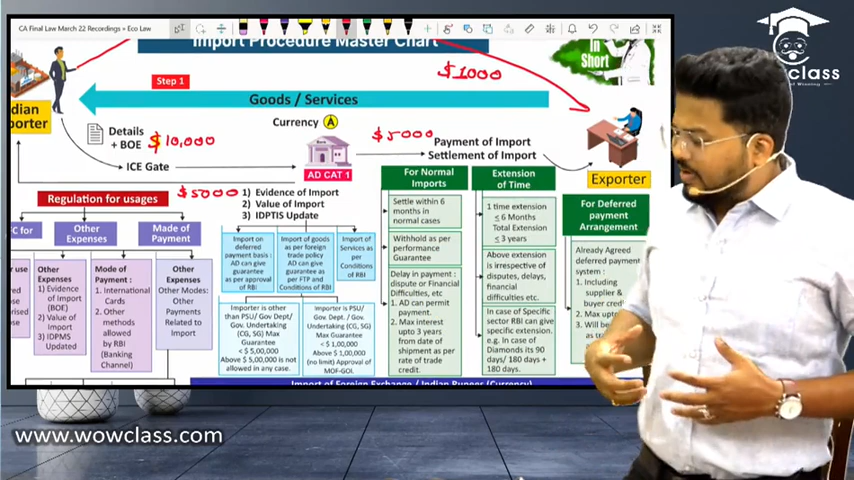 CA Final Law March 22 Recordings » Eco Law
Import Procedure Master Chart
In
Short
$1000
Step 1
Goods / Services
dian
porter
Currency A
Details
+ BOE
$10,000
ICE Gate
AD CAT 1
$5000
Payment of Import
Settlement of Import
Exporter
$5000
1) Evidence of Import
2) Value of Import
3) IDPTIS Update
Regulation for usages
C for
Other
Expenses
Made of
Payment
Other
Expenses
1) Evidence of
Import
(BOE)
2) Value of
Import
3) IDPMS
Updated
Mode of
Payment :
1. International
Cards
2. Other
methods
allowed
by RBI
(Banking
Channel)
Other
Expenses
Other Modes:
Other
Payments
Related to
Import
Import on
deferred
payment basis :
AD can give
guarantee
as per approval
of RBI
Import of goods
as per foreign
trade policy
AD can give
guarantee as
per FTP and
Conditions of RBI
Import of
Services as
per
Conditions
of RBI
Importer is other
than PSU/ Gov Dept/
Gov. Undertaking
(CG, SG) Max
Guarantee
< $ 5,00,000
Above $ 5,00,000 is not
allowed in any case.
Importer is PSU/
Gov. Dept. / Gov.
Undertaking (CG, SG)
Max Guarantee
< $ 1,00,000
Above $ 1,00,000
(no limit) Approval of
MOF-GOI.
For Normal
Imports
Settle within 6
months in
normal cases
Withhold as per
performance
Guarantee
Delay in payment :
dispute or Financial
Difficulties, etc
1. AD can permit
payment.
2. Max interest
upto 3 years
from date of
shipment as per
rate of trade
credit.
Extension
of Time
1 time extension
≤ 6 Months
Total Extension
≤ 3 years
Above extension
is irrespective of
disputes, delays,
financial
difficulties etc.
In case of Specific
sector RBI can give
specific extension.
e.g. In case of
Diamonds its 90
days/ 180 days +
180 days.
For Deferred
payment
Arrangement
Already Agreed
deferred payment
system :
1. Including
supplier &
buyer credit
2. Max upt
3. Will be
as tra
cred
Import of Foreign Exchange / Indian Rupees (Currency)
wowclass
www.wowclass.com